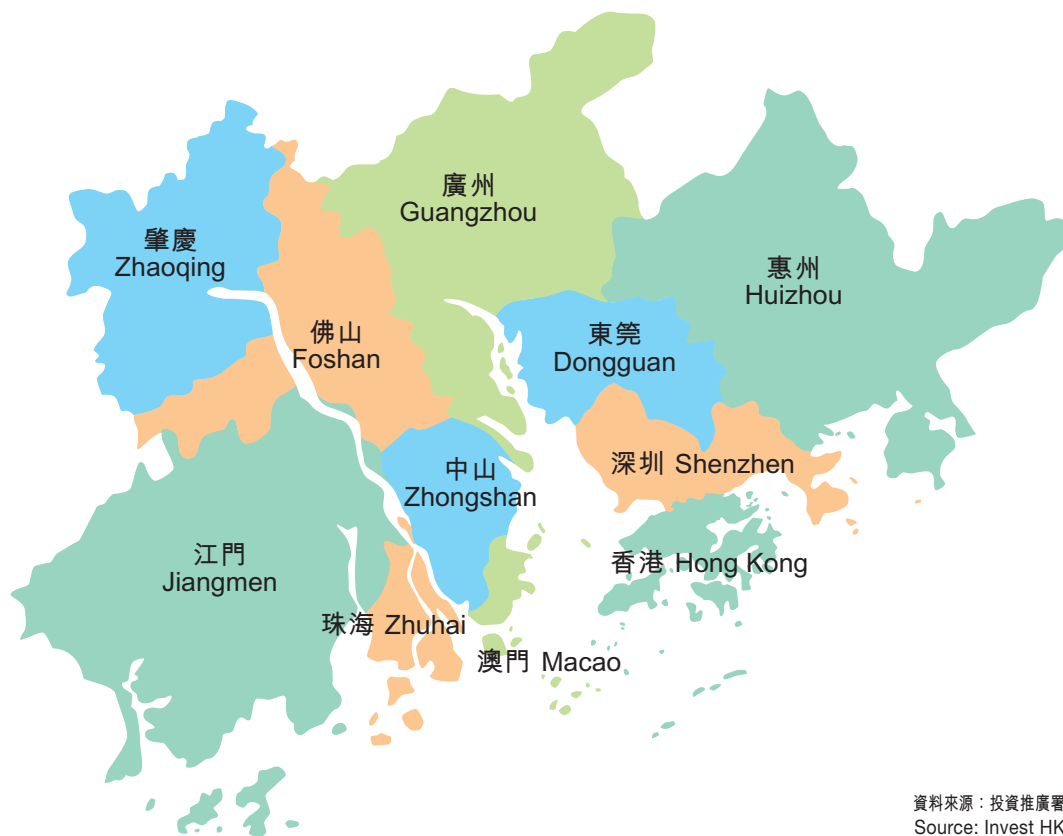 廣州
Guangzhou
肇慶
Zhaoqing
惠州
Huizhou
佛山
Foshan
東筦
Dongguan
中山
Zhongshan
深圳 Shenzhen
江門
Jiangmen
香港 Hong Kong
珠海 Zhuhai
澳門 Macao
資料來源：投資推廣署
Source: Invest HK